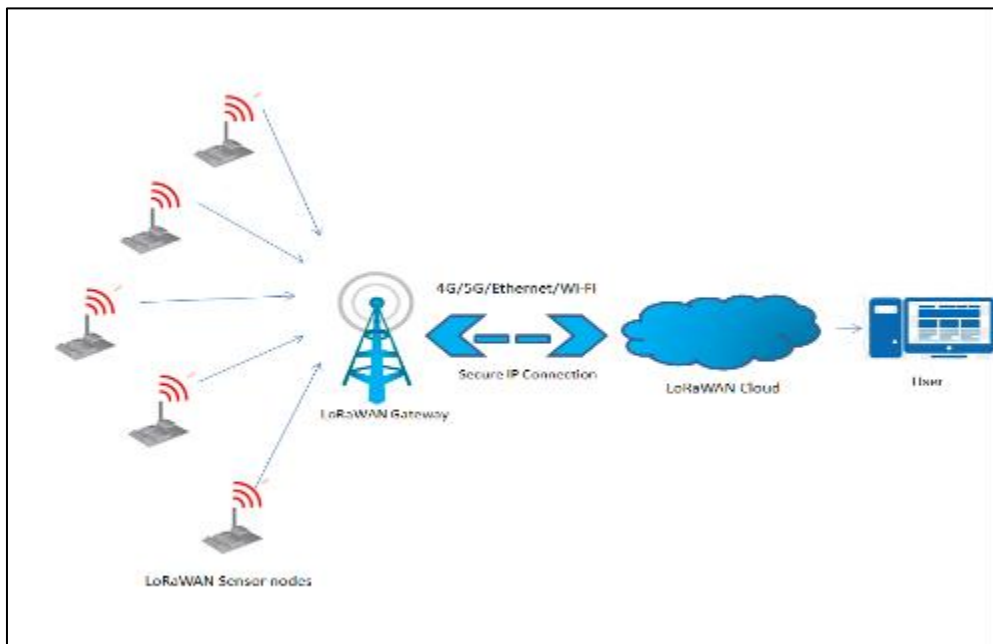 4G/5G/Ethernet/WI-FI
Secure IP Connection
LoRaWAN Gateway
LoRaWAN Cloud
User
LoRaWAN Sensor nodes